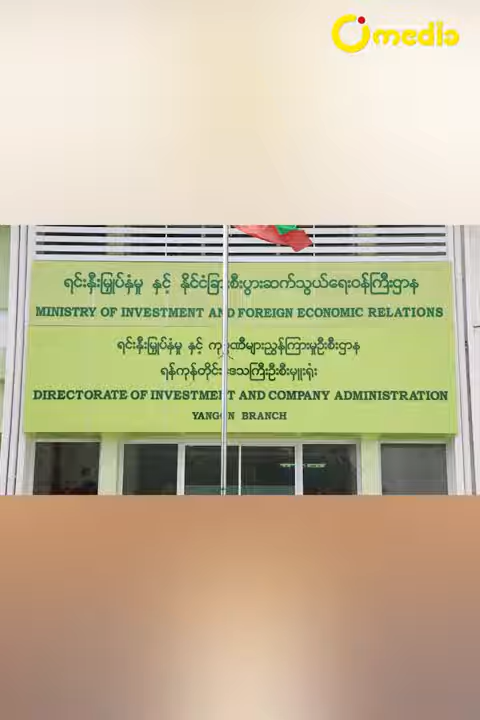 media
ရင်းနှီးမြှုပ်နှံမှု နှင့် နိုင်ငံခြားစီးပွားဆက်သွယ်ရေးဝန်ကြီးဌာန
MINISTRY OF INVESTMENT AND FOREIGN ECONOMIC RELATIONS
ရင်းနှီးမြှုပ်နှံမှု နှင့် ကုမ္ပဏီများညွှန်ကြားမှုဦးစီးဌာန
ရန်ကုန်တိုင်းဒေသကြီးဦးစီးမှူးရုံး
DIRECTORATE OF INVESTMENT AND COMPANY ADMINISTRATION
YANGON BRANCH